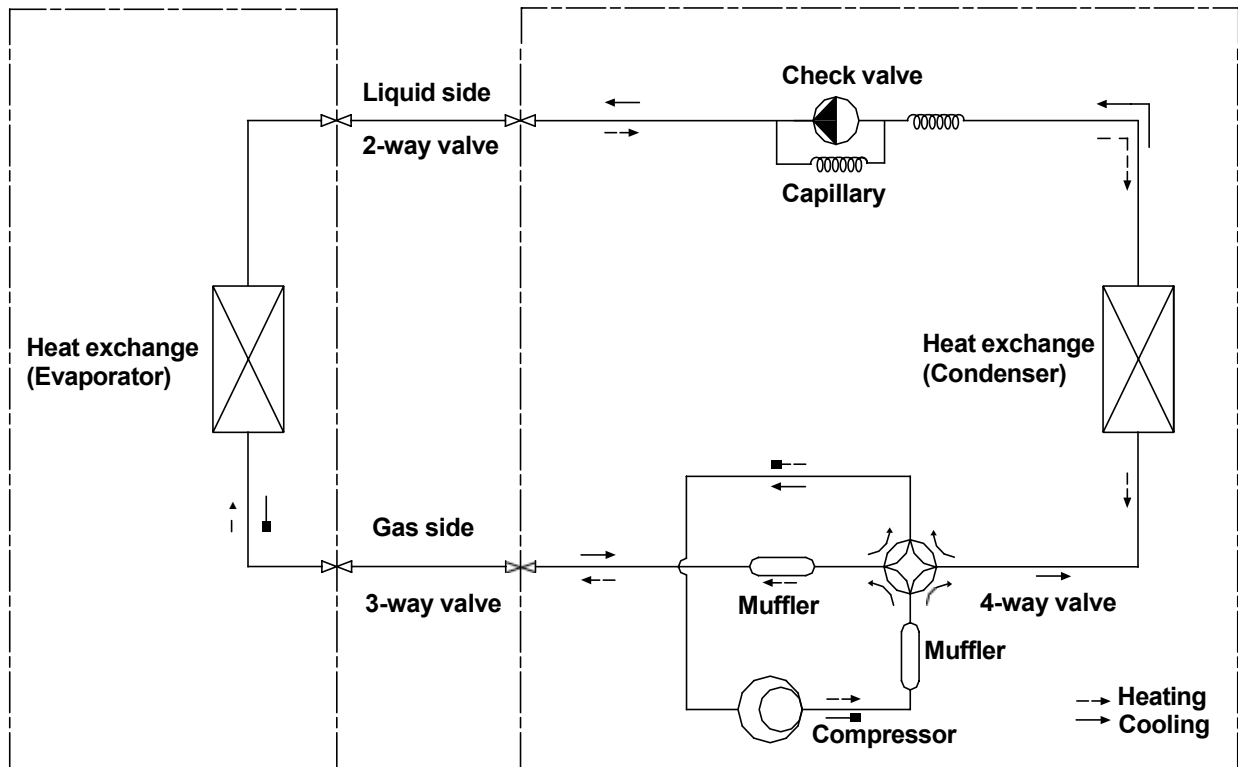 Check valve
Liquid side
2-way valve
Capillary
Heat exchange
(Evaporator)
Heat exchange
(Condenser)
Gas side
3-way valve
Muffler
4-way valve
Muffler
Compressor
Heating
Cooling